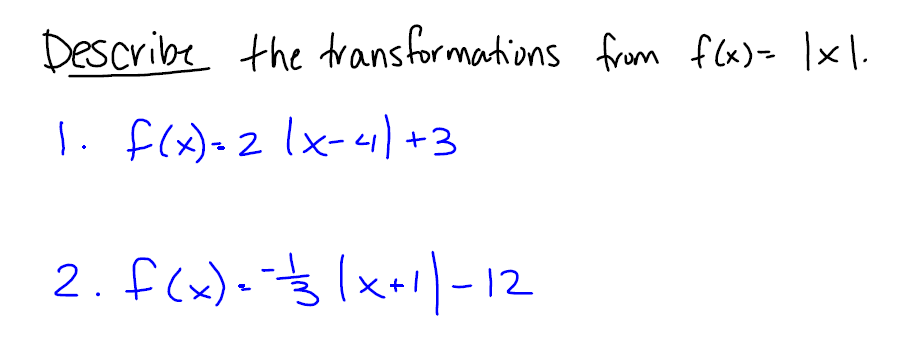 Describe the transformations from f(x)= |x|.
1. f(x)=2 |x-4|+3
2. f(x)=-1/3 |x+1|-12